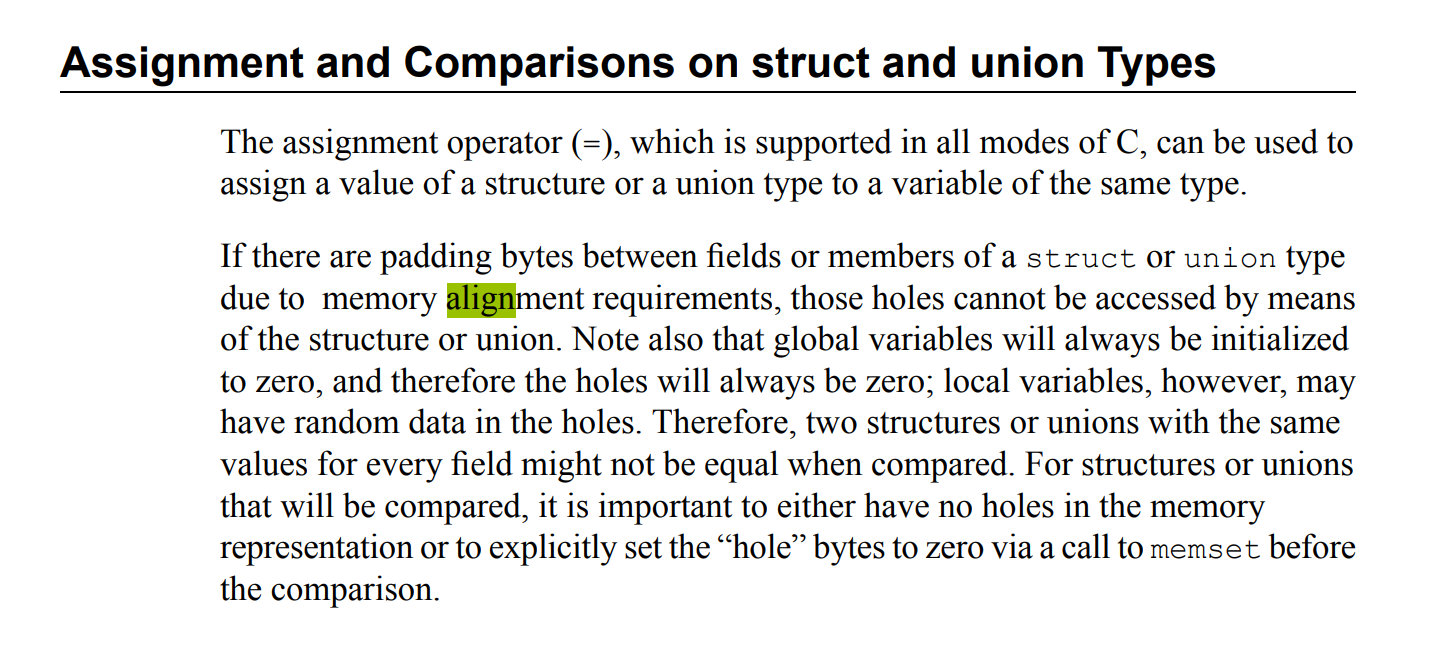 Assignment and Comparisons on struct and union Types
The assignment operator (=), which is supported in all modes of C, can be used to
assign a value of a structure or a union type to a variable of the same type.
If there are padding bytes between fields or members of a struct or union type
due to memory alignment requirements, those holes cannot be accessed by means
of the structure or union. Note also that global variables will always be initialized
to zero, and therefore the holes will always be zero; local variables, however, may
have random data in the holes. Therefore, two structures or unions with the same
values for every field might not be equal when compared. For structures or unions
that will be compared, it is important to either have no holes in the memory
representation or to explicitly set the “hole” bytes to zero via a call to memset before
the comparison.